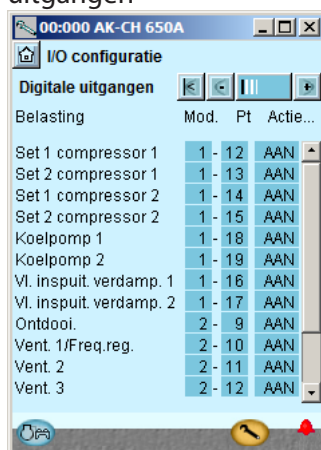 uitgangen
00:000 AK-CH 650A
I/O configuratie
Digitale uitgangen
Belasting Mod. Pt Actie...
Set 1 compressor 1 1 - 12 AAN
Set 2 compressor 1 1 - 13 AAN
Set 1 compressor 2 1 - 14 AAN
Set 2 compressor 2 1 - 15 AAN
Koelpomp 1 1 - 18 AAN
Koelpomp 2 1 - 19 AAN
Vl. inspuit. verdamp. 1 1 - 16 AAN
Vl. inspuit. verdamp. 2 1 - 17 AAN
Ontdooi. 2 - 9 AAN
Vent. 1/Freq.reg. 2 - 10 AAN
Vent. 2 2 - 11 AAN
Vent. 3 2 - 12 AAN